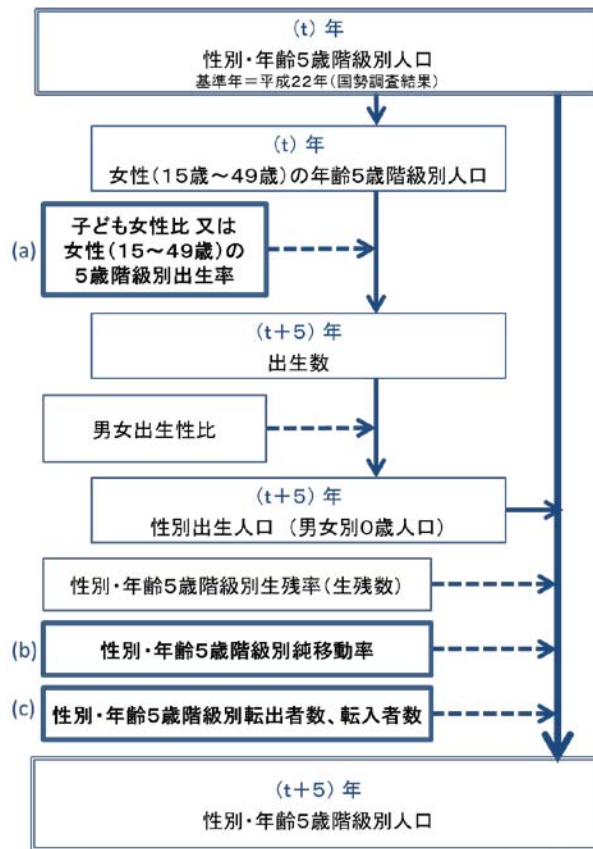 (t) 年
性別・年齢5歳階級別人口
基準年＝平成22年(国勢調査結果)
(t) 年
女性(15歳～49歳)の年齢5歳階級別人口
(a)
子ども女性比 又は
女性(15～49歳)の
5歳階級別出生率
(t+5) 年
出生数
男女出生性比
(t+5) 年
性別出生人口 (男女別0歳人口)
性別・年齢5歳階級別生残率(生残数)
(b) 性別・年齢5歳階級別純移動率
(c) 性別・年齢5歳階級別転出者数、転入者数
(t+5) 年
性別・年齢5歳階級別人口